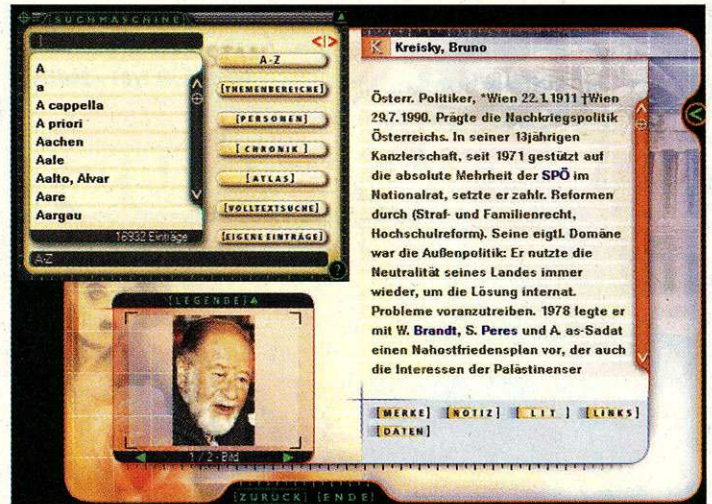 [SUCHMASCHINE]
A
a
A cappella
A priori
Aachen
Aale
Aalto, Alvar
Aare
Aargau
16932 Einträge
A-Z
<|>
A-Z
[THEMENBEREICHE]
[PERSONEN]
[CHRONIK]
[ATLAS]
[VOLLTEXTSUCHE]
[EIGENE EINTRÄGE]
?
[LEGENDE]
1 / 2 - Bild
K Kreisky, Bruno
Österr. Politiker, *Wien 22.1.1911 †Wien
29.7.1990. Prägte die Nachkriegspolitik
Österreichs. In seiner 13jährigen
Kanzlerschaft, seit 1971 gestützt auf
die absolute Mehrheit der SPÖ im
Nationalrat, setzte er zahlr. Reformen
durch (Straf- und Familienrecht,
Hochschulreform). Seine eigtl. Domäne
war die Außenpolitik: Er nutzte die
Neutralität seines Landes immer
wieder, um die Lösung internat.
Probleme voranzutreiben. 1978 legte er
mit W. Brandt, S. Peres und A. as-Sadat
einen Nahostfriedensplan vor, der auch
die Interessen der Palästinenser
[MERKE] [NOTIZ] [LIT] [LINKS]
[DATEN]
[ZURÜCK] [ENDE]